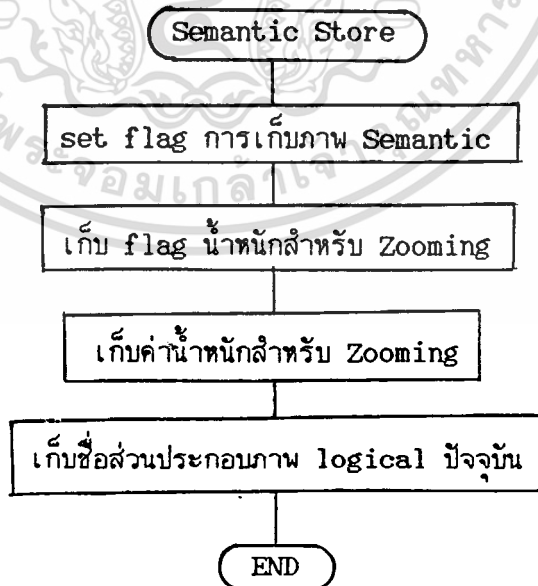 Semantic Store
set flag การเก็บภาพ Semantic
เก็บ flag น้ำหนักสำหรับ Zooming
เก็บค่าน้ำหนักสำหรับ Zooming
เก็บชื่อส่วนประกอบภาพ logical ปัจจุบัน
END